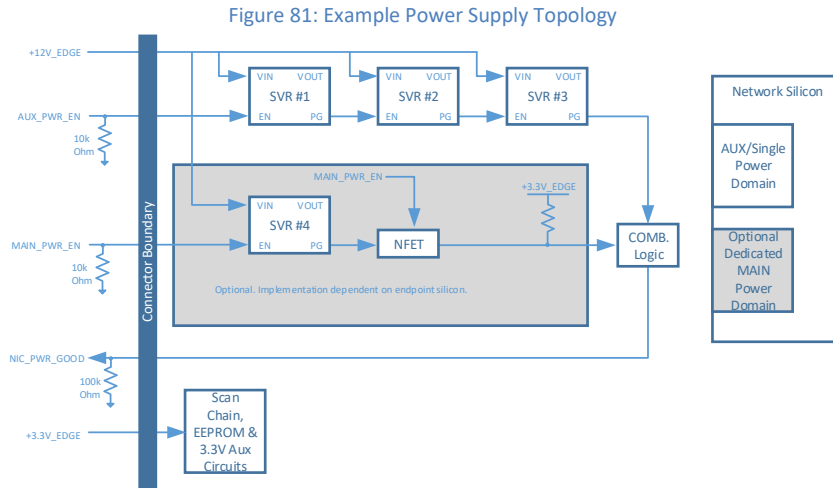 Figure 81: Example Power Supply Topology
+12V_EDGE
VIN VOUT
SVR #1
EN PG
VIN VOUT
SVR #2
EN PG
VIN VOUT
SVR #3
EN PG
AUX_PWR_EN
10k
Ohm
Network Silicon
AUX/Single
Power
Domain
Optional
Dedicated
MAIN
Power
Domain
MAIN_PWR_EN
+3.3V_EDGE
VIN VOUT
SVR #4
EN PG
NFET
COMB.
Logic
MAIN_PWR_EN
10k
Ohm
Connector Boundary
Optional. Implementation dependent on endpoint silicon.
NIC_PWR_GOOD
100k
Ohm
+3.3V_EDGE
Scan
Chain,
EEPROM &
3.3V Aux
Circuits